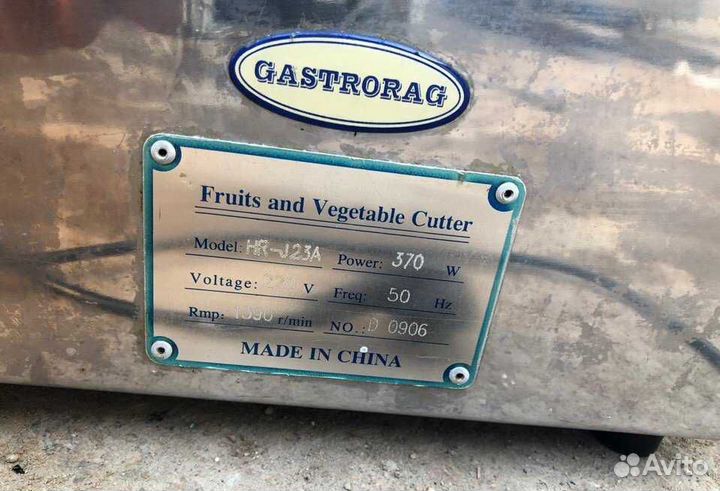 GASTRORAG
Fruits and Vegetable Cutter
Model: HR-J23A Power: 370 W
Voltage: V Freq: 50 Hz
Rmp: r/min NO.: D 0906
MADE IN CHINA
Avito